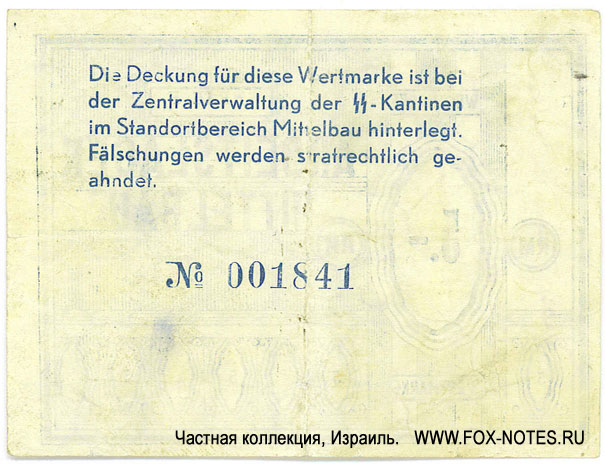 Die Deckung für diese Wertmarke ist bei
der Zentralverwaltung der SS-Kantinen
im Standortbereich Mittelbau hinterlegt.
Fälschungen werden stratrechtlich ge-
ahndet.
№ 001841
Частная коллекция, Израиль. WWW.FOX-NOTES.RU